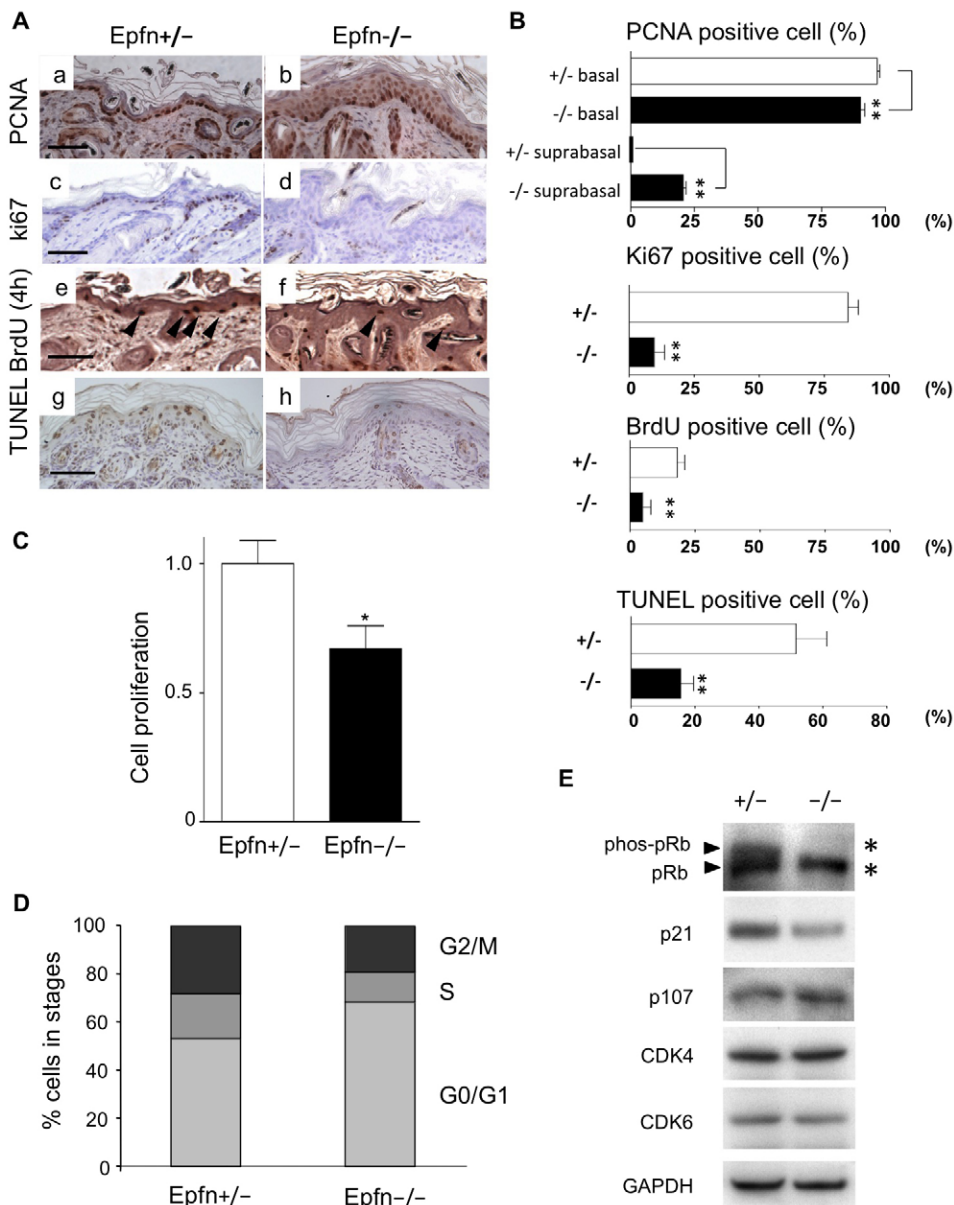 A
Epfn+/−
Epfn-/−
PCNA
a
b
ki67
c
d
BrdU (4h)
e
f
TUNEL
g
h
B
PCNA positive cell (%)
+/- basal
-/- basal
**
+/- suprabasal
-/- suprabasal
**
0 25 50 75 100 (%)
Ki67 positive cell (%)
+/-
-/-
**
0 25 50 75 100 (%)
BrdU positive cell (%)
+/-
-/-
**
0 25 50 75 100 (%)
TUNEL positive cell (%)
+/-
-/-
**
0 20 40 60 80 (%)
C
Cell proliferation
1.0
0.5
0
*
Epfn+/−
Epfn−/−
D
% cells in stages
100
80
60
40
20
0
G2/M
S
G0/G1
Epfn+/−
Epfn−/−
E
+/− −/−
phos-pRb *
pRb *
p21
p107
CDK4
CDK6
GAPDH